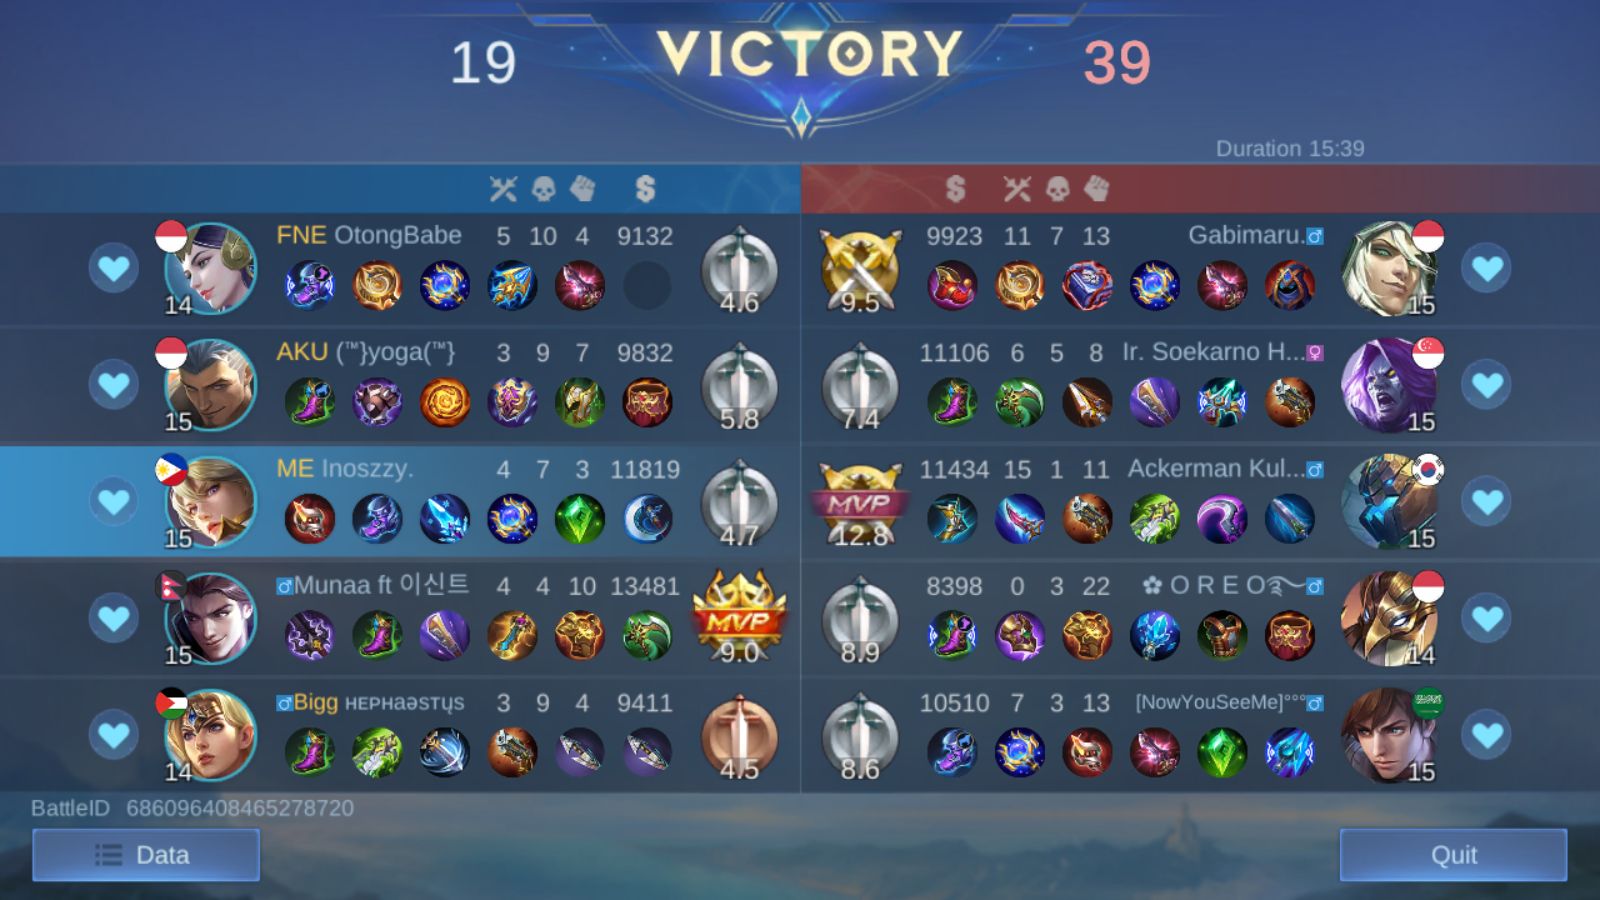 19 VICTORY 39
Duration 15:39
FNE OtongBabe 5 10 4 9132
14 4.6
9923 11 7 13 Gabimaru.
9.5 15
AKU (™}yoga(™} 3 9 7 9832
15 5.8
11106 6 5 8 Ir. Soekarno H...
7.4 15
ME Inoszzy. 4 7 3 11819
15 4.7
11434 15 1 11 Ackerman Kul...
MVP
12.8 15
Munaa ft 이신트 4 4 10 13481
MVP
15 9.0
8398 0 3 22 ✿ O R E O
8.9 14
Bigg ʜᴇᴘʜᴀəsᴛųs 3 9 4 9411
14 4.5
10510 7 3 13 [NowYouSeeMe]°°°
8.6 15
BattleID 686096408465278720
Data
Quit